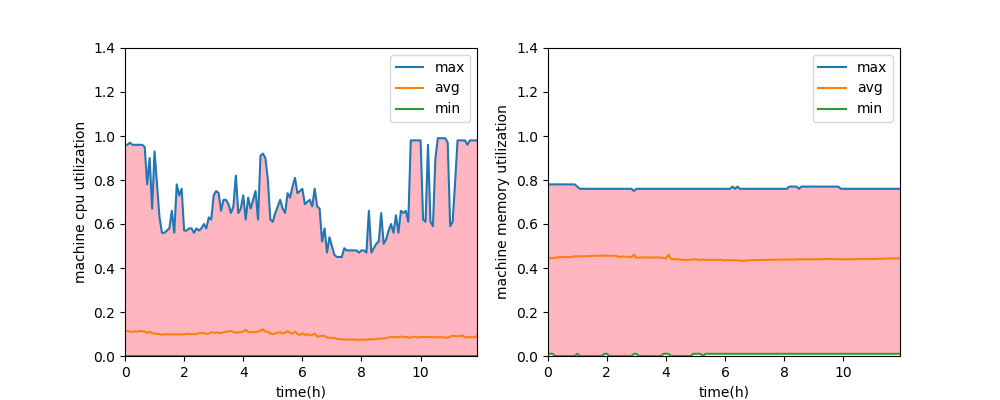 machine cpu utilization
1.4
1.2
1.0
0.8
0.6
0.4
0.2
0.0
0 2 4 6 8 10
time(h)
max
avg
min
machine memory utilization
1.4
1.2
1.0
0.8
0.6
0.4
0.2
0.0
0 2 4 6 8 10
time(h)
max
avg
min